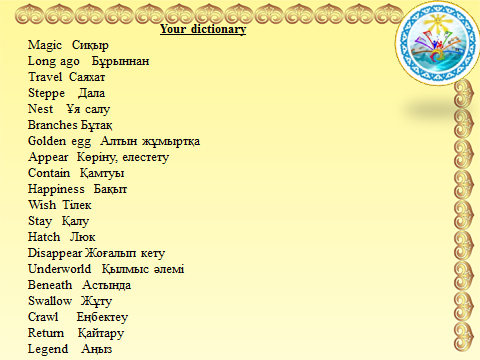 Your dictionary
Magic Сиқыр
Long ago Бұрыннан
Travel Саяхат
Steppe Дала
Nest Ұя салу
Branches Бұтақ
Golden egg Алтын жұмыртқа
Appear Көріну, елестету
Contain Қамтуы
Happiness Бақыт
Wish Тілек
Stay Қалу
Hatch Люк
Disappear Жоғалып кету
Underworld Қылмыс әлемі
Beneath Астында
Swallow Жұту
Crawl Еңбектеу
Return Қайтару
Legend Аңыз